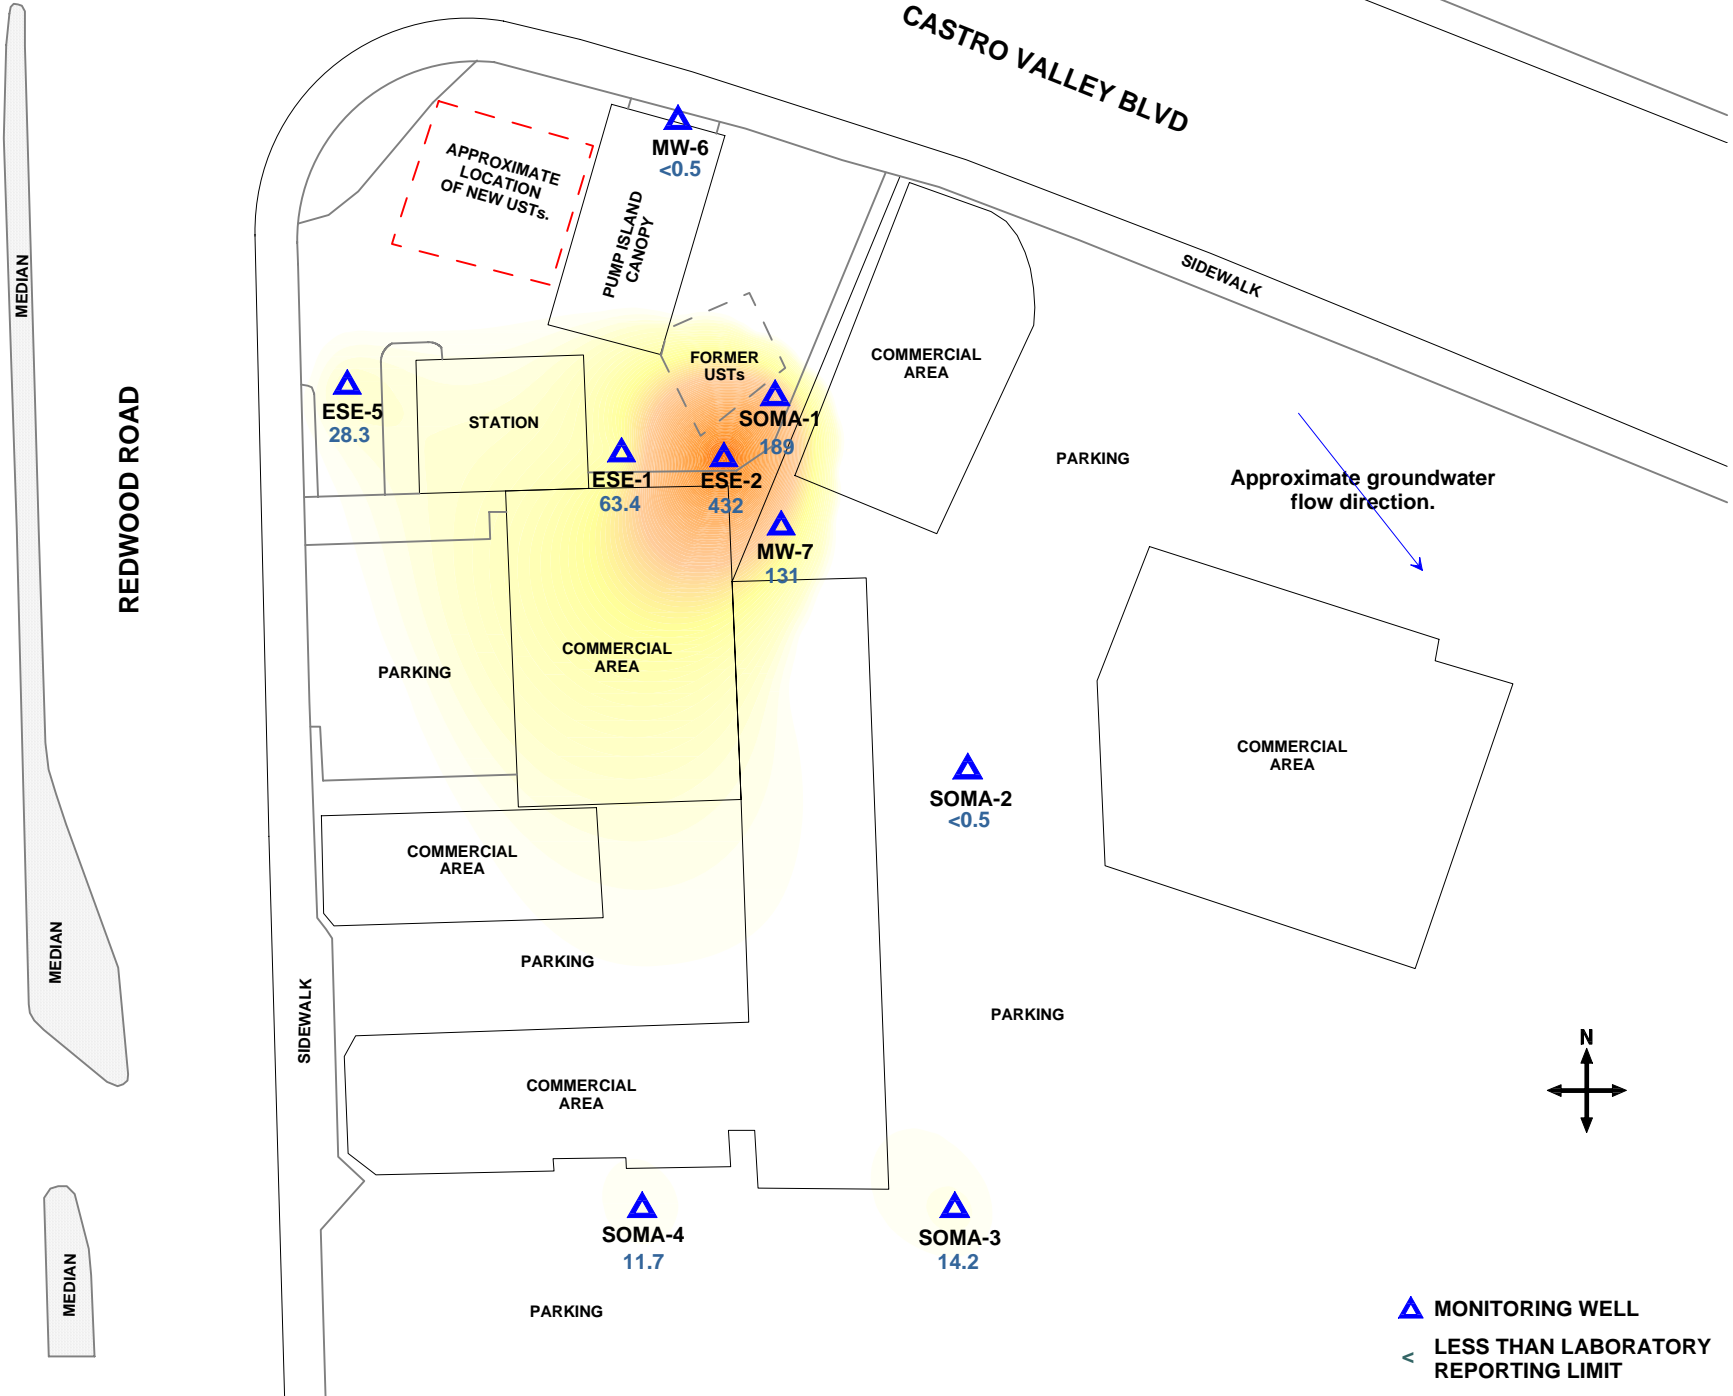 CASTRO VALLEY BLVD
MW-6
<0.5
APPROXIMATE
LOCATION
OF NEW USTs.
PUMP ISLAND
CANOPY
MEDIAN
SIDEWALK
FORMER
USTs
COMMERCIAL
AREA
ESE-5
28.3
STATION
SOMA-1
189
REDWOOD ROAD
ESE-1
63.4
ESE-2
432
PARKING
Approximate groundwater
flow direction.
MW-7
131
COMMERCIAL
AREA
PARKING
COMMERCIAL
AREA
SOMA-2
<0.5
COMMERCIAL
AREA
MEDIAN
PARKING
SIDEWALK
PARKING
N
COMMERCIAL
AREA
SOMA-4
11.7
SOMA-3
14.2
MEDIAN
PARKING
MONITORING WELL
< LESS THAN LABORATORY
REPORTING LIMIT